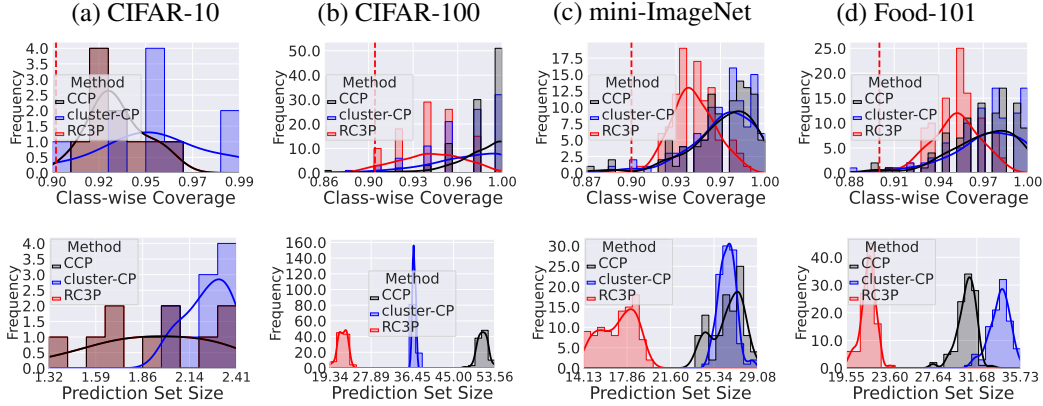 (a) CIFAR-10
(b) CIFAR-100
(c) mini-ImageNet
(d) Food-101
Frequency
4.0
3.5
3.0
2.5
2.0
1.5
1.0
0.5
0.0
Method
CCP
cluster-CP
RC3P
0.90 0.92 0.95 0.97 0.99
Class-wise Coverage
Frequency
50.0
40.0
30.0
20.0
10.0
0.0
Method
CCP
cluster-CP
RC3P
0.86 0.90 0.93 0.96 1.00
Class-wise Coverage
Frequency
17.5
15.0
12.5
10.0
7.5
5.0
2.5
0.0
Method
CCP
cluster-CP
RC3P
0.87 0.90 0.93 0.97 1.00
Class-wise Coverage
Frequency
25.0
20.0
15.0
10.0
5.0
0.0
Method
CCP
cluster-CP
RC3P
0.88 0.91 0.94 0.97 1.00
Class-wise Coverage
Frequency
4.0
3.5
3.0
2.5
2.0
1.5
1.0
0.5
0.0
Method
CCP
cluster-CP
RC3P
1.32 1.59 1.86 2.14 2.41
Prediction Set Size
Frequency
160.0
140.0
120.0
100.0
80.0
60.0
40.0
20.0
0.0
Method
CCP
cluster-CP
RC3P
19.34 27.89 36.45 45.00 53.56
Prediction Set Size
Frequency
30.0
25.0
20.0
15.0
10.0
5.0
0.0
Method
CCP
cluster-CP
RC3P
14.13 17.86 21.60 25.34 29.08
Prediction Set Size
Frequency
40.0
30.0
20.0
10.0
0.0
Method
CCP
cluster-CP
RC3P
19.55 23.60 27.64 31.68 35.73
Prediction Set Size